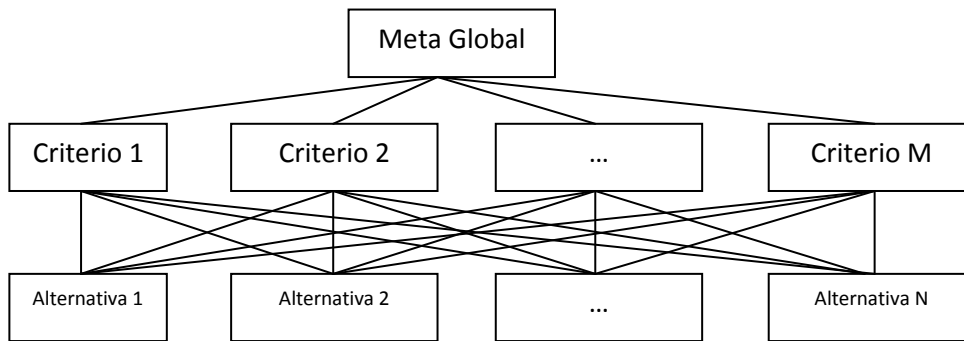 Meta Global
Criterio 1
Criterio 2
...
Criterio M
Alternativa 1
Alternativa 2
...
Alternativa N